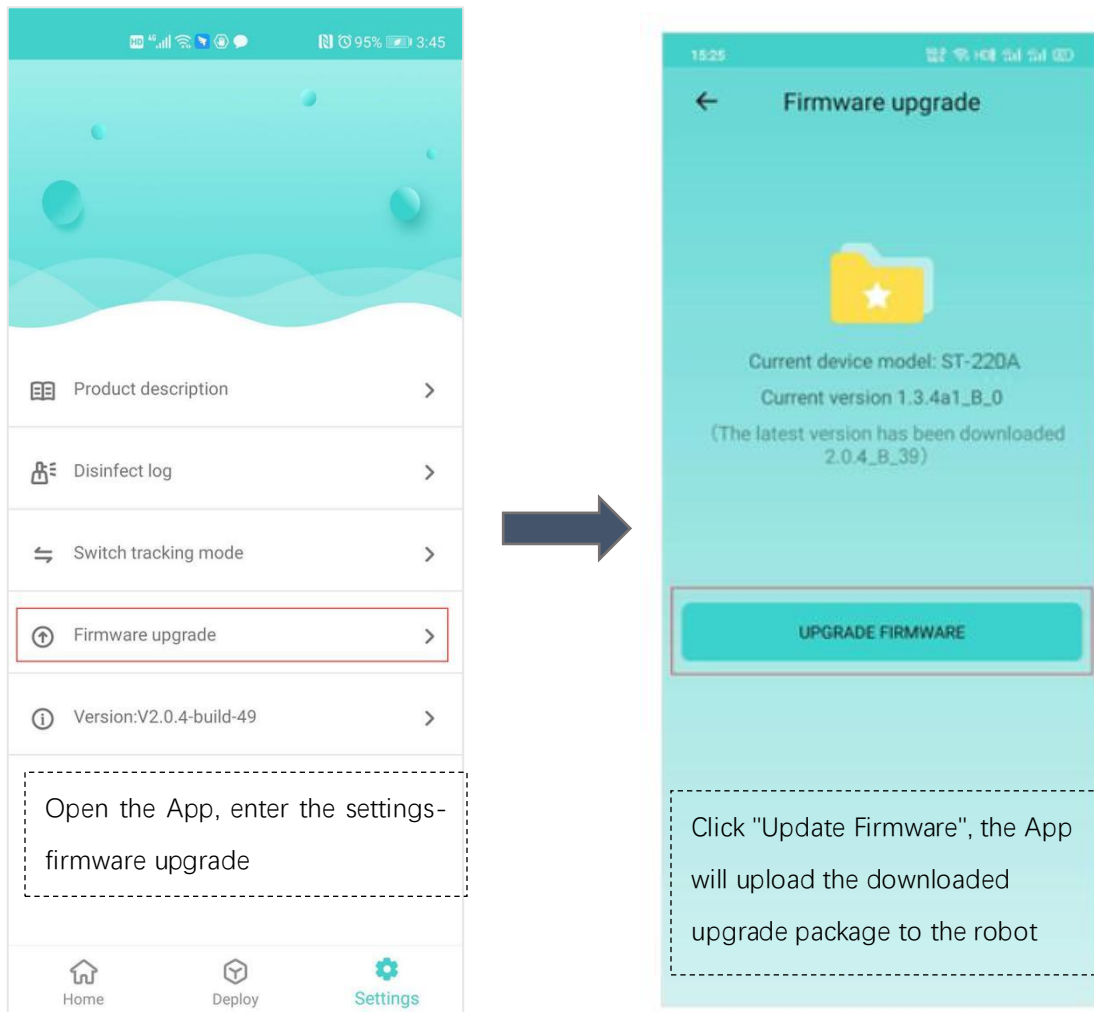 HD 4G 95% 3:45
Product description
Disinfect log
Switch tracking mode
Firmware upgrade
Version:V2.0.4-build-49
Open the App, enter the settings-
firmware upgrade
Home
Deploy
Settings
15:25
Firmware upgrade
Current device model: ST-220A
Current version 1.3.4a1_B_0
(The latest version has been downloaded
2.0.4_B_39)
UPGRADE FIRMWARE
Click "Update Firmware", the App
will upload the downloaded
upgrade package to the robot